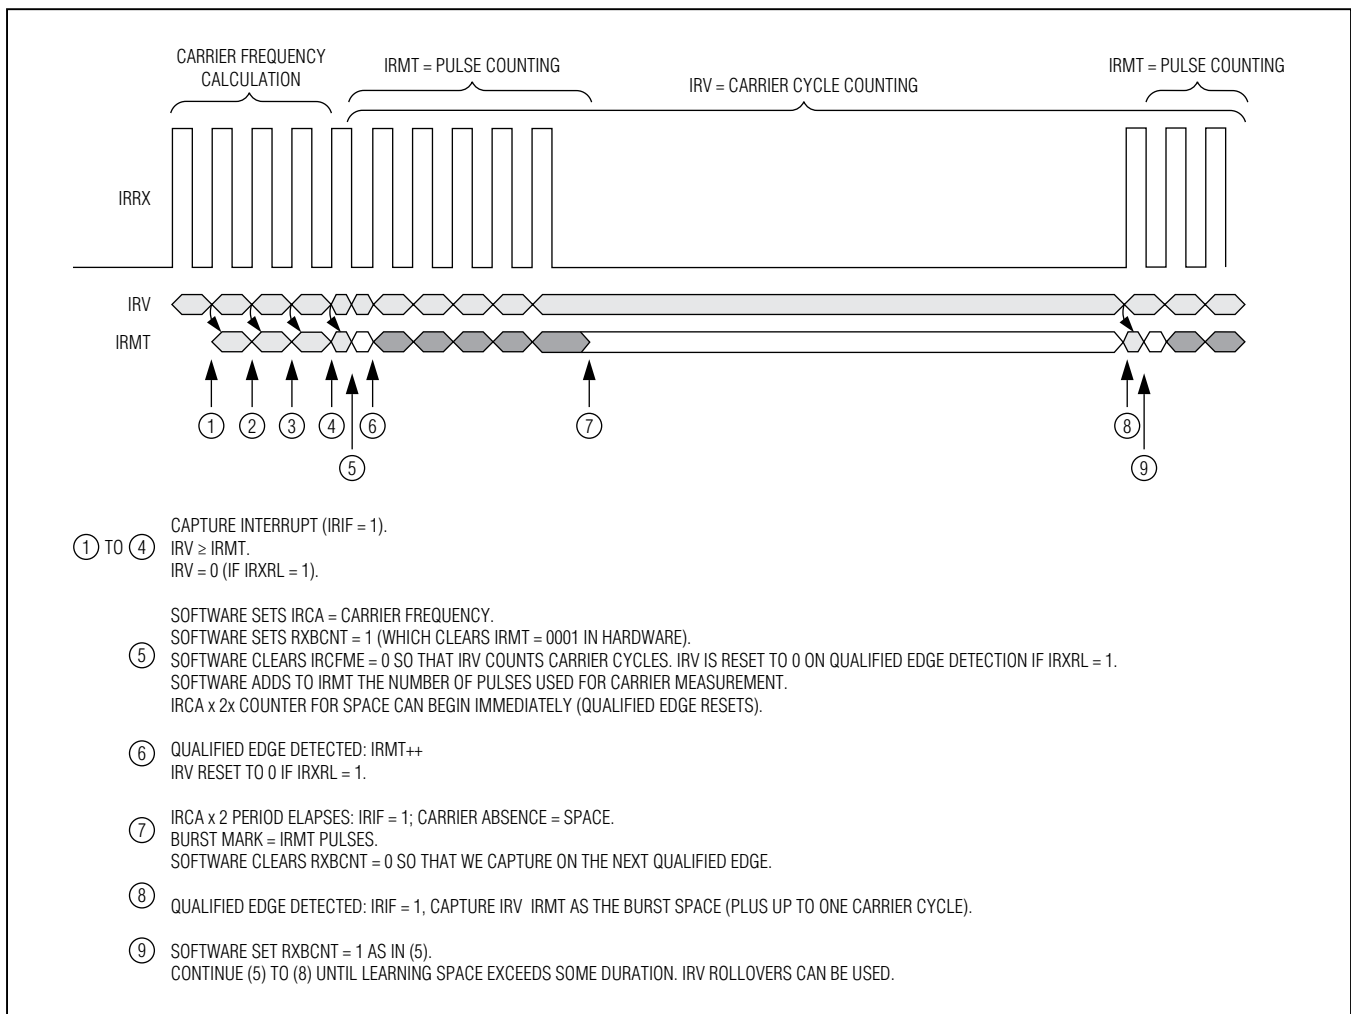 CARRIER FREQUENCY
CALCULATION
IRMT = PULSE COUNTING
IRV = CARRIER CYCLE COUNTING
IRMT = PULSE COUNTING
IRRX
IRV
IRMT
1
2
3
4
5
6
7
8
9
1 TO 4
CAPTURE INTERRUPT (IRIF = 1).
IRV ≥ IRMT.
IRV = 0 (IF IRXRL = 1).
5
SOFTWARE SETS IRCA = CARRIER FREQUENCY.
SOFTWARE SETS RXBCNT = 1 (WHICH CLEARS IRMT = 0001 IN HARDWARE).
SOFTWARE CLEARS IRCFME = 0 SO THAT IRV COUNTS CARRIER CYCLES. IRV IS RESET TO 0 ON QUALIFIED EDGE DETECTION IF IRXRL = 1.
SOFTWARE ADDS TO IRMT THE NUMBER OF PULSES USED FOR CARRIER MEASUREMENT.
IRCA x 2x COUNTER FOR SPACE CAN BEGIN IMMEDIATELY (QUALIFIED EDGE RESETS).
6
QUALIFIED EDGE DETECTED: IRMT++
IRV RESET TO 0 IF IRXRL = 1.
7
IRCA x 2 PERIOD ELAPSES: IRIF = 1; CARRIER ABSENCE = SPACE.
BURST MARK = IRMT PULSES.
SOFTWARE CLEARS RXBCNT = 0 SO THAT WE CAPTURE ON THE NEXT QUALIFIED EDGE.
8
QUALIFIED EDGE DETECTED: IRIF = 1, CAPTURE IRV IRMT AS THE BURST SPACE (PLUS UP TO ONE CARRIER CYCLE).
9
SOFTWARE SET RXBCNT = 1 AS IN (5).
CONTINUE (5) TO (8) UNTIL LEARNING SPACE EXCEEDS SOME DURATION. IRV ROLLOVERS CAN BE USED.